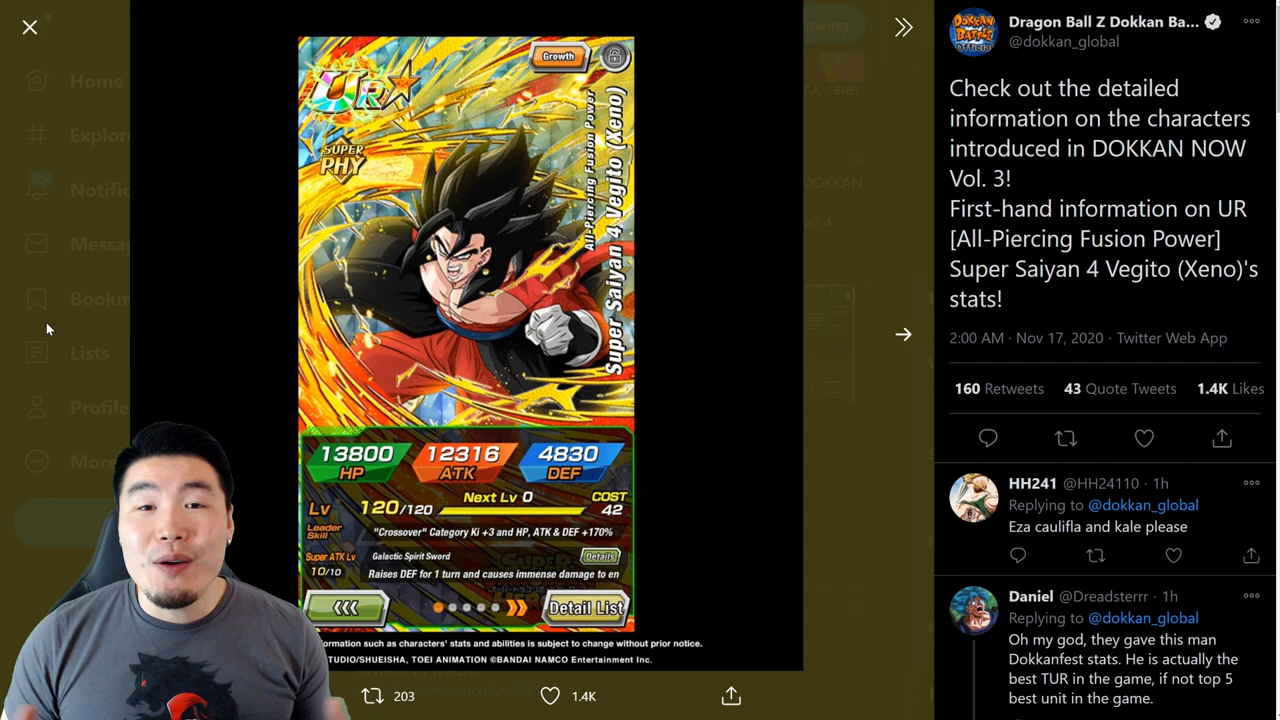 Home
Explor
Notific
Messa
Bookm
Lists
Profile
More
Growth
UR
SUPER
PHY
All-Piercing Fusion Power
Super Saiyan 4 Vegito (Xeno)
13800
HP
12316
ATK
4830
DEF
Lv
120/120
Next Lv 0
COST
42
Leader
Skill
"Crossover" Category Ki +3 and HP, ATK & DEF +170%
Super ATK Lv
10/10
Galactic Spirit Sword
Details
Raises DEF for 1 turn and causes immense damage to en
Detail List
formation such as characters' stats and abilities is subject to change without prior notice.
TUDIO/SHUEISHA, TOEI ANIMATION ©BANDAI NAMCO Entertainment Inc.
203
1.4K
Dragon Ball Z Dokkan Ba...
@dokkan_global
Check out the detailed
information on the characters
introduced in DOKKAN NOW
Vol. 3!
First-hand information on UR
[All-Piercing Fusion Power]
Super Saiyan 4 Vegito (Xeno)'s
stats!
2:00 AM · Nov 17, 2020 · Twitter Web App
160 Retweets 43 Quote Tweets 1.4K Likes
HH241 @HH24110 · 1h
Replying to @dokkan_global
Eza caulifla and kale please
Daniel @Dreadsterrr · 1h
Replying to @dokkan_global
Oh my god, they gave this man
Dokkanfest stats. He is actually the
best TUR in the game, if not top 5
best unit in the game.